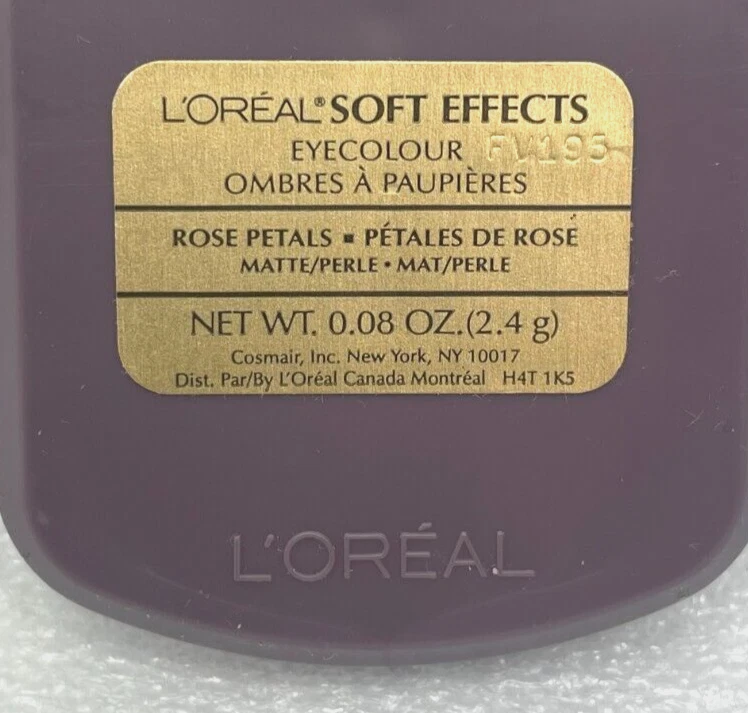 L'ORÉAL® SOFT EFFECTS
EYECOLOUR FV195
OMBRES À PAUPIÈRES
ROSE PETALS ▪ PÉTALES DE ROSE
MATTE/PERLE • MAT/PERLE
NET WT. 0.08 OZ.(2.4 g)
Cosmair, Inc. New York, NY 10017
Dist. Par/By L'Oréal Canada Montréal H4T 1K5
L'ORÉAL